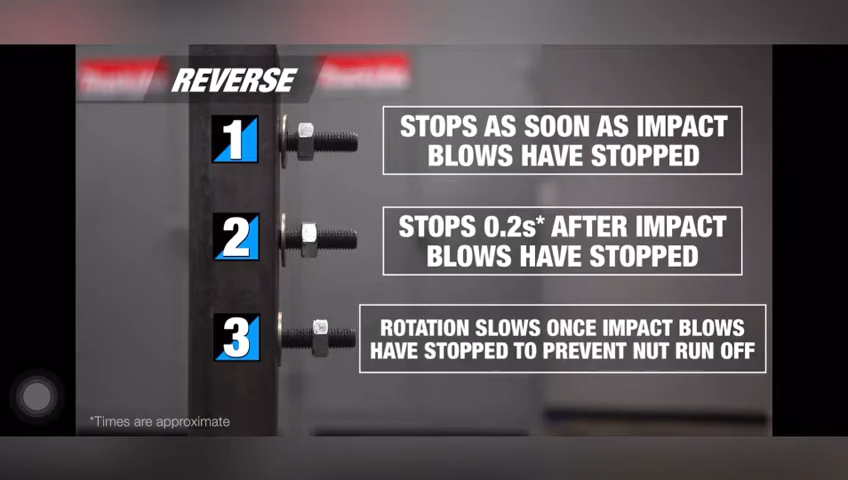 REVERSE
1
STOPS AS SOON AS IMPACT
BLOWS HAVE STOPPED
2
STOPS 0.2s* AFTER IMPACT
BLOWS HAVE STOPPED
3
ROTATION SLOWS ONCE IMPACT BLOWS
HAVE STOPPED TO PREVENT NUT RUN OFF
*Times are approximate